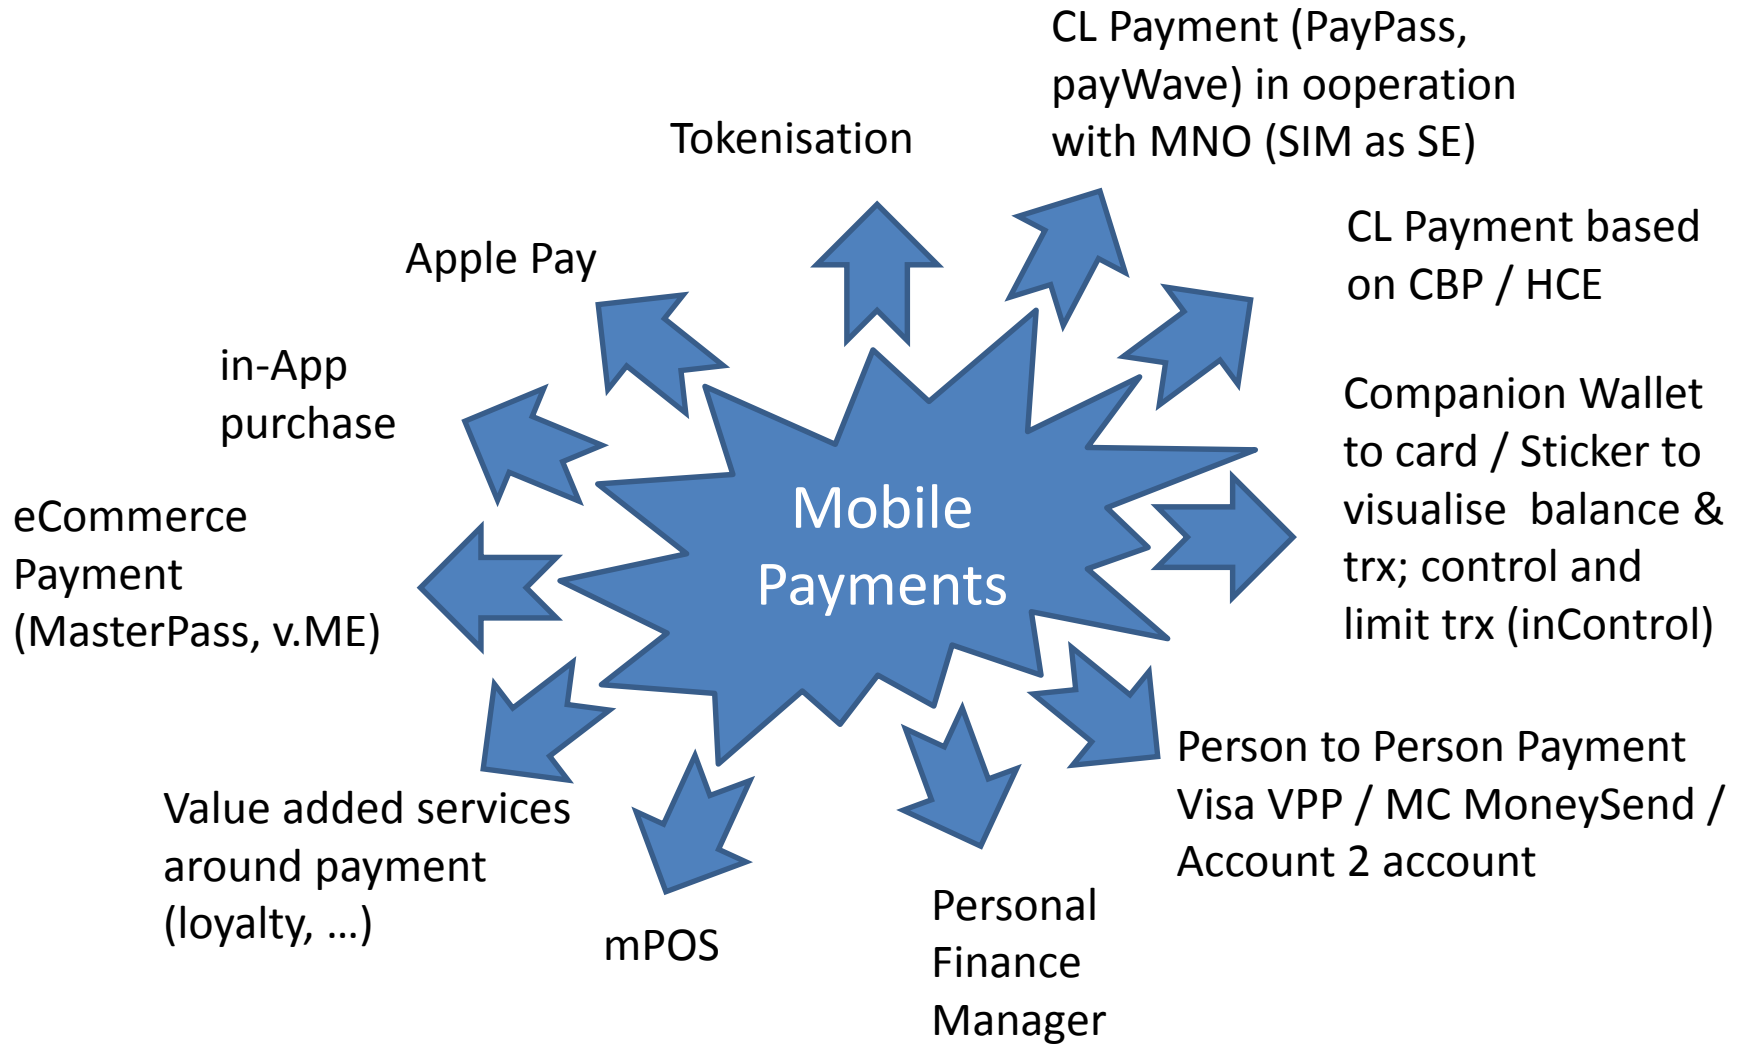 CL Payment (PayPass,
payWave) in ooperation
with MNO (SIM as SE)
Tokenisation
CL Payment based
on CBP / HCE
Apple Pay
in-App
purchase
Companion Wallet
to card / Sticker to
visualise  balance &
trx; control and
limit trx (inControl)
Mobile
Payments
eCommerce
Payment
(MasterPass, v.ME)
Person to Person Payment
Visa VPP / MC MoneySend /
Account 2 account
Value added services
around payment
(loyalty, ...)
mPOS
Personal
Finance
Manager